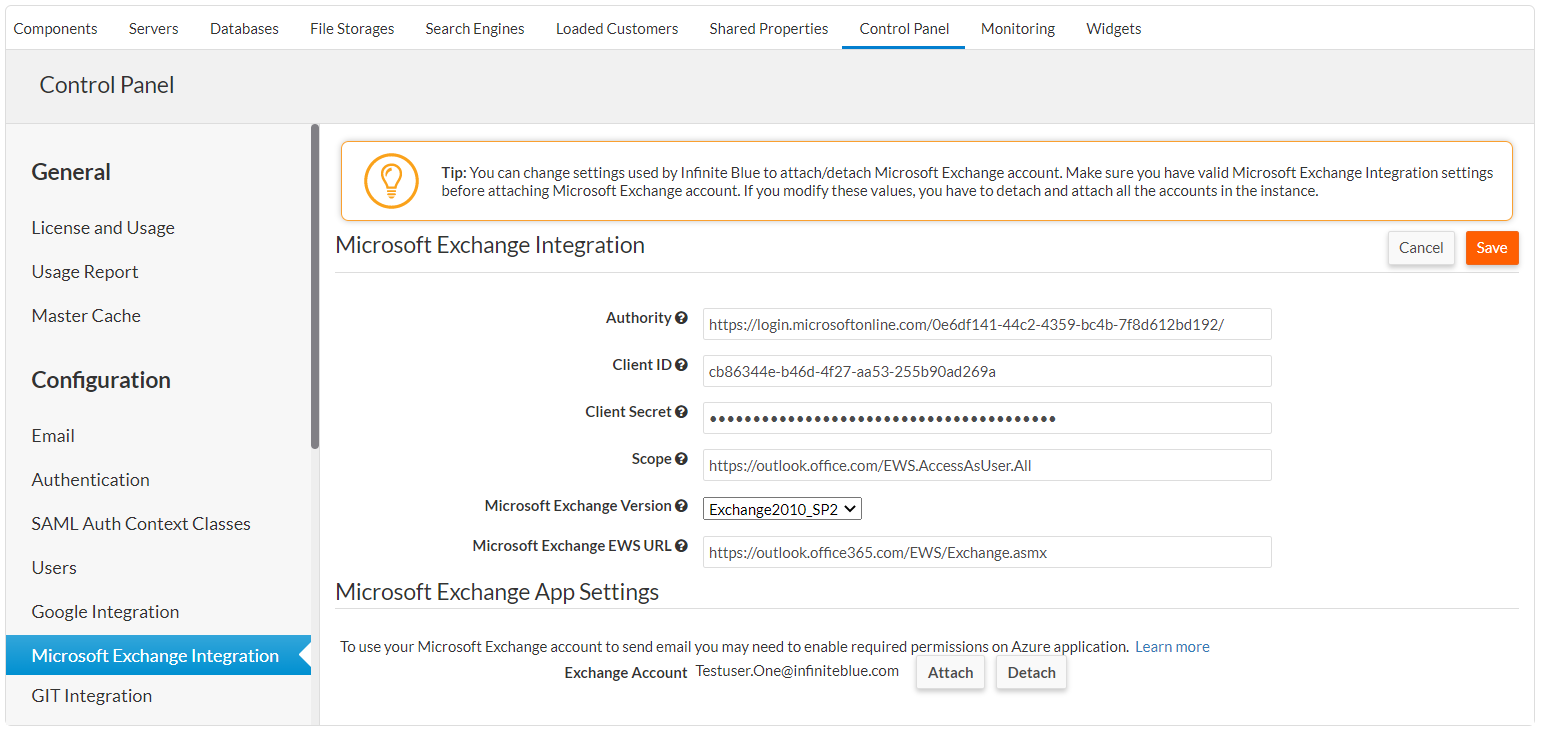 Components Servers Databases File Storages Search Engines Loaded Customers Shared Properties Control Panel Monitoring Widgets
Control Panel
General
License and Usage
Usage Report
Master Cache
Configuration
Email
Authentication
SAML Auth Context Classes
Users
Google Integration
Microsoft Exchange Integration
GIT Integration
Tip: You can change settings used by Infinite Blue to attach/detach Microsoft Exchange account. Make sure you have valid Microsoft Exchange Integration settings
before attaching Microsoft Exchange account. If you modify these values, you have to detach and attach all the accounts in the instance.
Microsoft Exchange Integration Cancel Save
Authority https://login.microsoftonline.com/0e6df141-44c2-4359-bc4b-7f8d612bd192/
Client ID cb86344e-b46d-4f27-aa53-255b90ad269a
Client Secret ••••••••••••••••••••••••••••••••••••••••
Scope https://outlook.office.com/EWS.AccessAsUser.All
Microsoft Exchange Version Exchange2010_SP2
Microsoft Exchange EWS URL https://outlook.office365.com/EWS/Exchange.asmx
Microsoft Exchange App Settings
To use your Microsoft Exchange account to send email you may need to enable required permissions on Azure application. Learn more
Exchange Account Testuser.One@infiniteblue.com Attach Detach